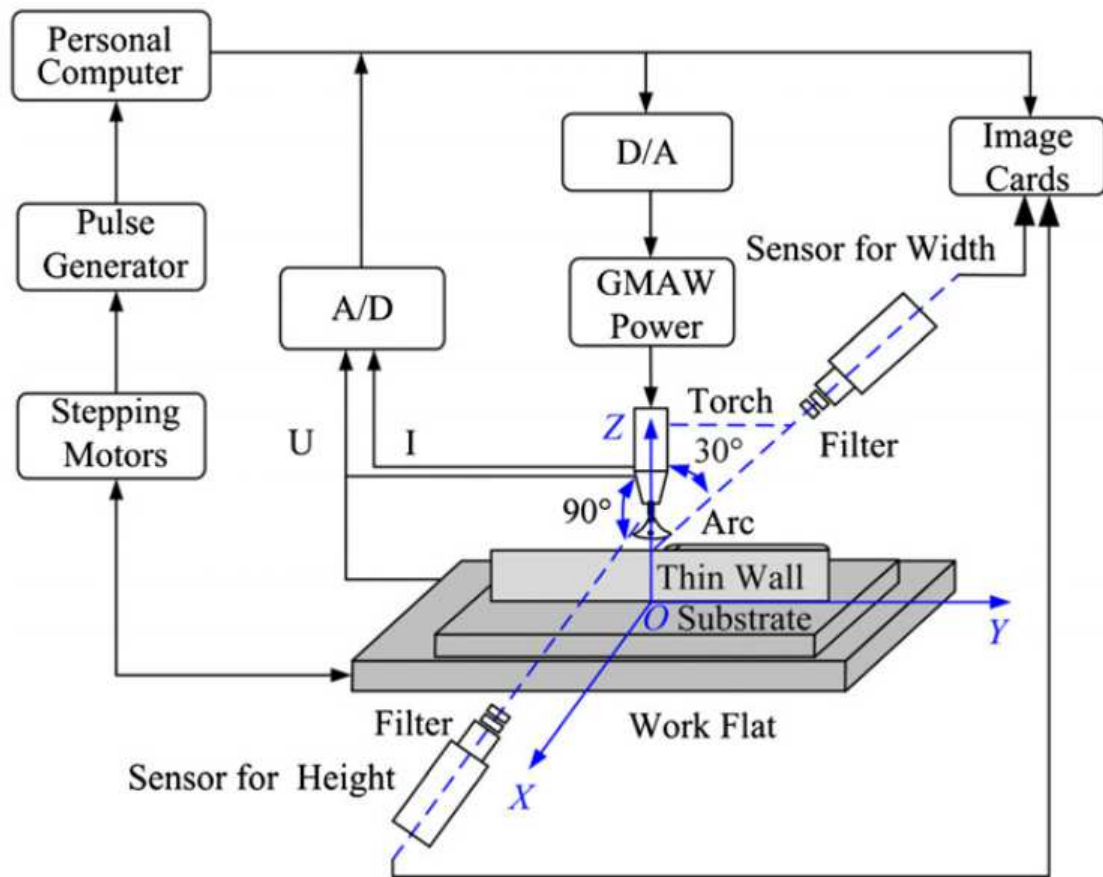 Personal
Computer
D/A
Image
Cards
Pulse
Generator
Sensor for Width
A/D
GMAW
Power
Stepping
Motors
U
I
Z
Torch
30°
Filter
90°
Arc
Thin Wall
O
Substrate
Y
Filter
Work Flat
Sensor for Height
X